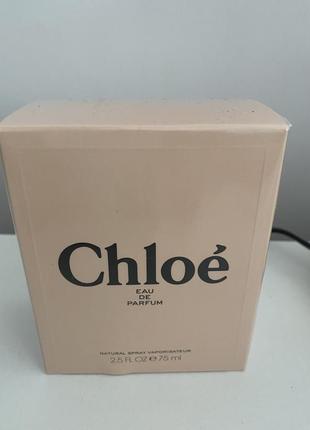 Chloé
EAU
DE
PARFUM
NATURAL SPRAY VAPORISATEUR
2.5 FL. OZ e 75 ml